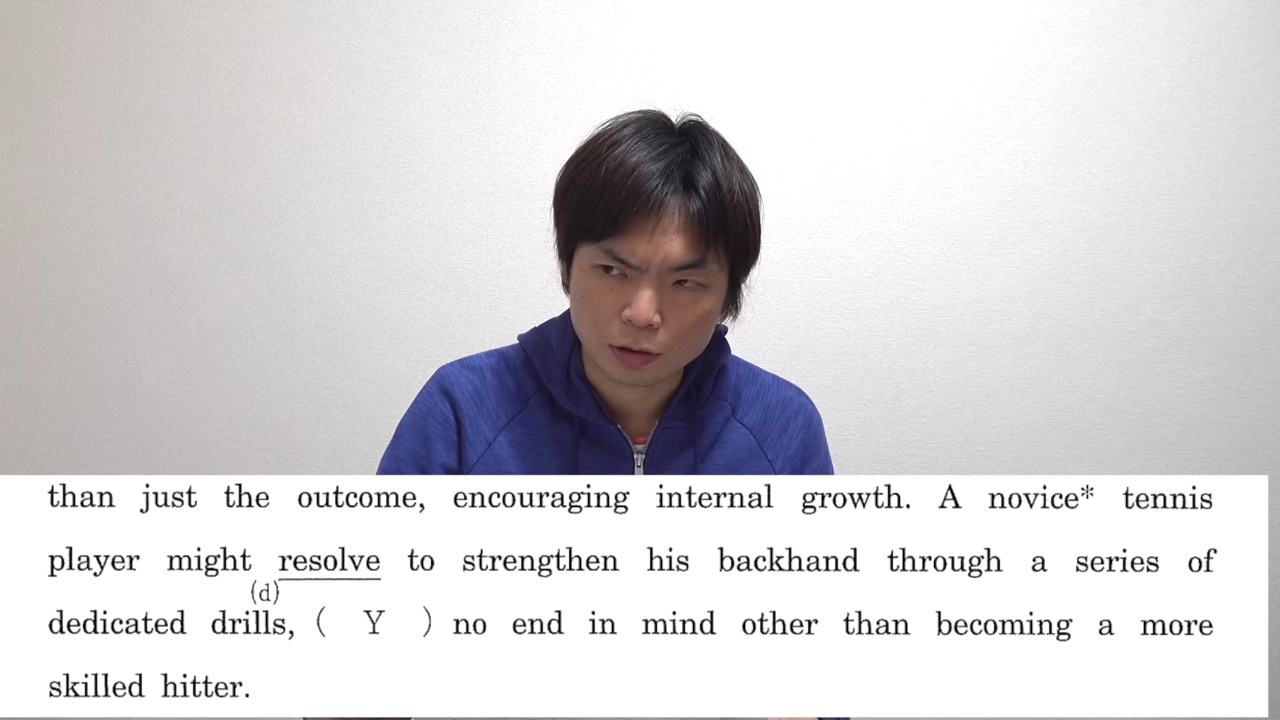 than just the outcome, encouraging internal growth. A novice* tennis
player might resolve to strengthen his backhand through a series of
(d)
dedicated drills, ( Y ) no end in mind other than becoming a more
skilled hitter.